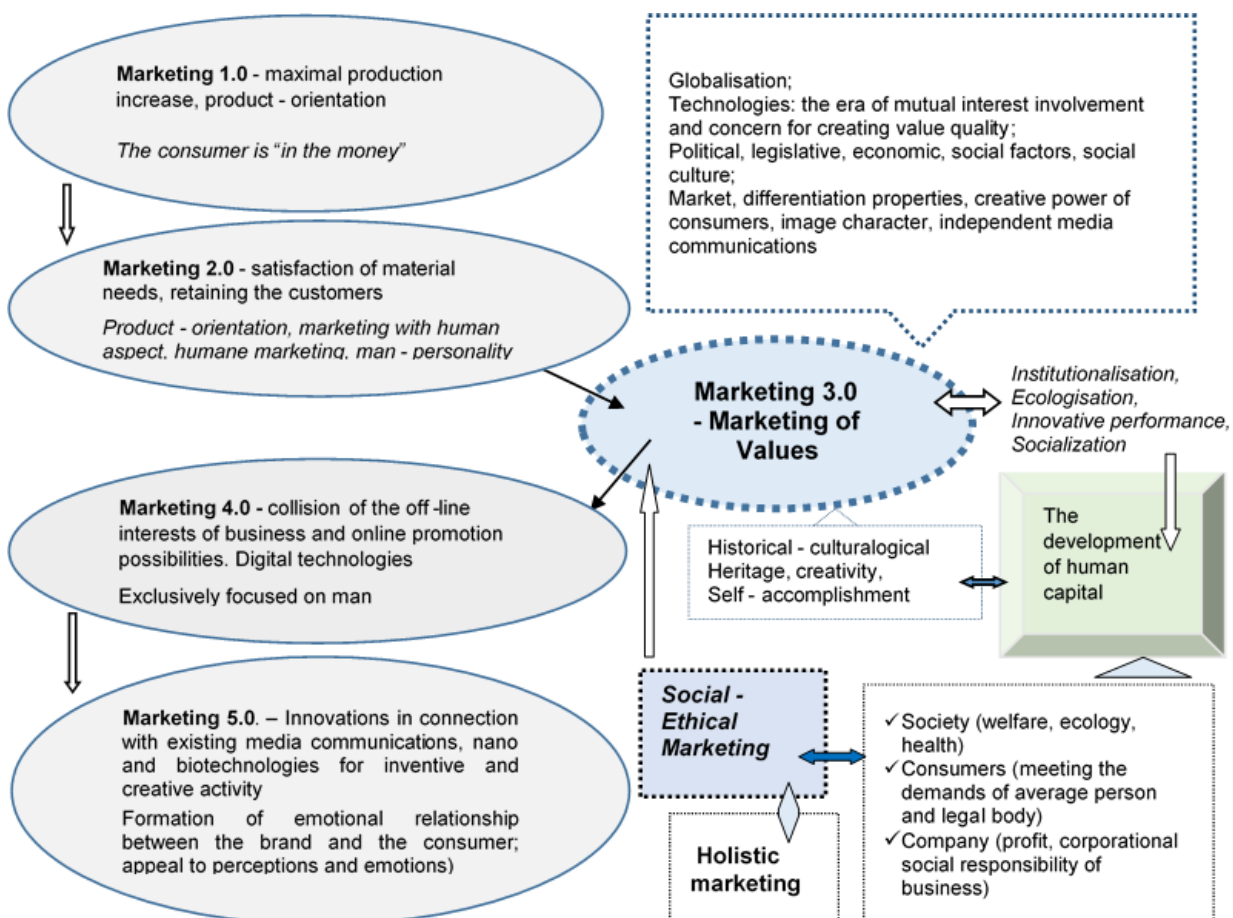 Marketing 1.0 - maximal production
increase, product - orientation
The consumer is "in the money"
Marketing 2.0 - satisfaction of material
needs, retaining the customers
Product - orientation, marketing with human
aspect, humane marketing, man - personality
Marketing 4.0 - collision of the off-line
interests of business and online promotion
possibilities. Digital technologies
Exclusively focused on man
Marketing 5.0. – Innovations in connection
with existing media communications, nano
and biotechnologies for inventive and
creative activity
Formation of emotional relationship
between the brand and the consumer;
appeal to perceptions and emotions)
Globalisation;
Technologies: the era of mutual interest involvement
and concern for creating value quality;
Political, legislative, economic, social factors, social
culture;
Market, differentiation properties, creative power of
consumers, image character, independent media
communications
Marketing 3.0
- Marketing of
Values
Institutionalisation,
Ecologisation,
Innovative performance,
Socialization
Historical - culturalogical
Heritage, creativity,
Self - accomplishment
The
development
of human
capital
Social -
Ethical
Marketing
Holistic
marketing
✓Society (welfare, ecology,
health)
✓Consumers (meeting the
demands of average person
and legal body)
✓Company (profit, corporational
social responsibility of
business)